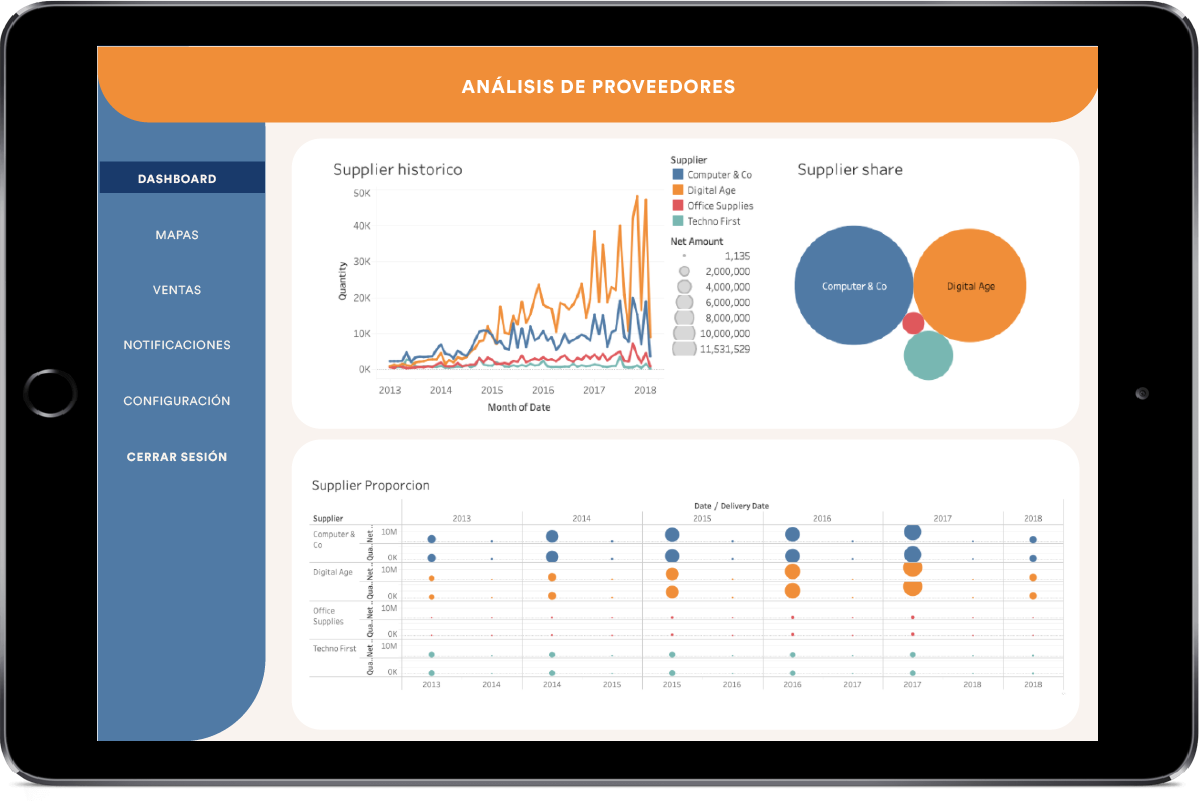 ANÁLISIS DE PROVEEDORES
DASHBOARD
MAPAS
VENTAS
NOTIFICACIONES
CONFIGURACIÓN
CERRAR SESIÓN
Supplier historico
50K
40K
30K
20K
10K
0K
Quantity
2013 2014 2015 2016 2017 2018
Month of Date
Supplier
Computer & Co
Digital Age
Office Supplies
Techno First
Net Amount
1,135
2,000,000
4,000,000
6,000,000
8,000,000
10,000,000
11,531,529
Supplier share
Computer & Co
Digital Age
Supplier Proporcion
Date / Delivery Date
Supplier 2013 2014 2015 2016 2017 2018
Computer &
Co
Net ..
10M
Qua..
0K
Digital Age
Net ..
10M
Qua..
0K
Office
Supplies
Net ..
10M
Qua..
0K
Techno First
Net ..
10M
Qua..
0K
2013 2014 2014 2015 2015 2016 2016 2017 2017 2018 2018